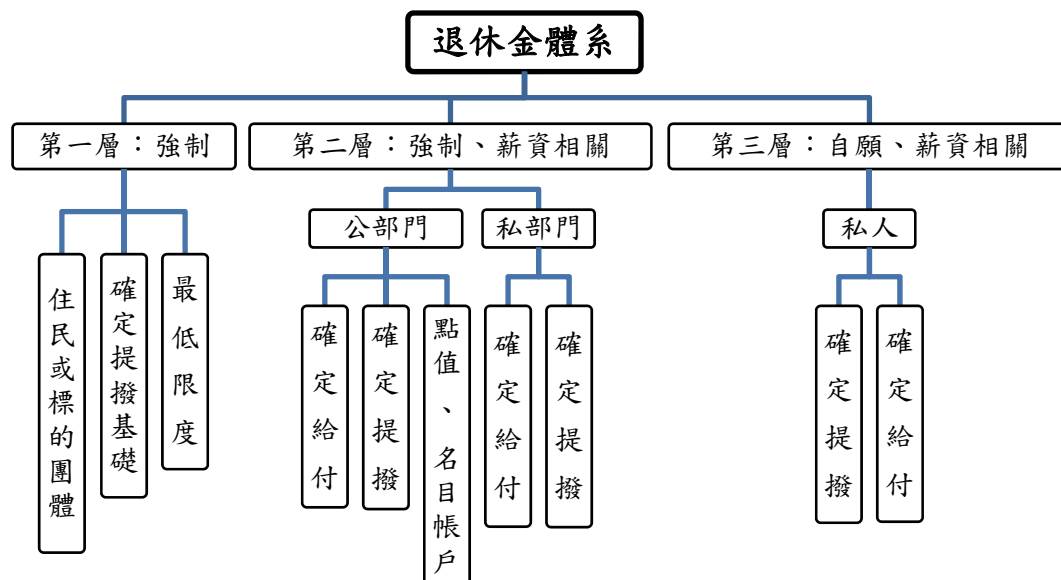 退休金體系
第一層：強制
第二層：強制、薪資相關
第三層：自願、薪資相關
公部門
私部門
私人
住民或標的團體
確定提撥基礎
最低限度
確定給付
確定提撥
點值、名目帳戶
確定給付
確定提撥
確定提撥
確定給付